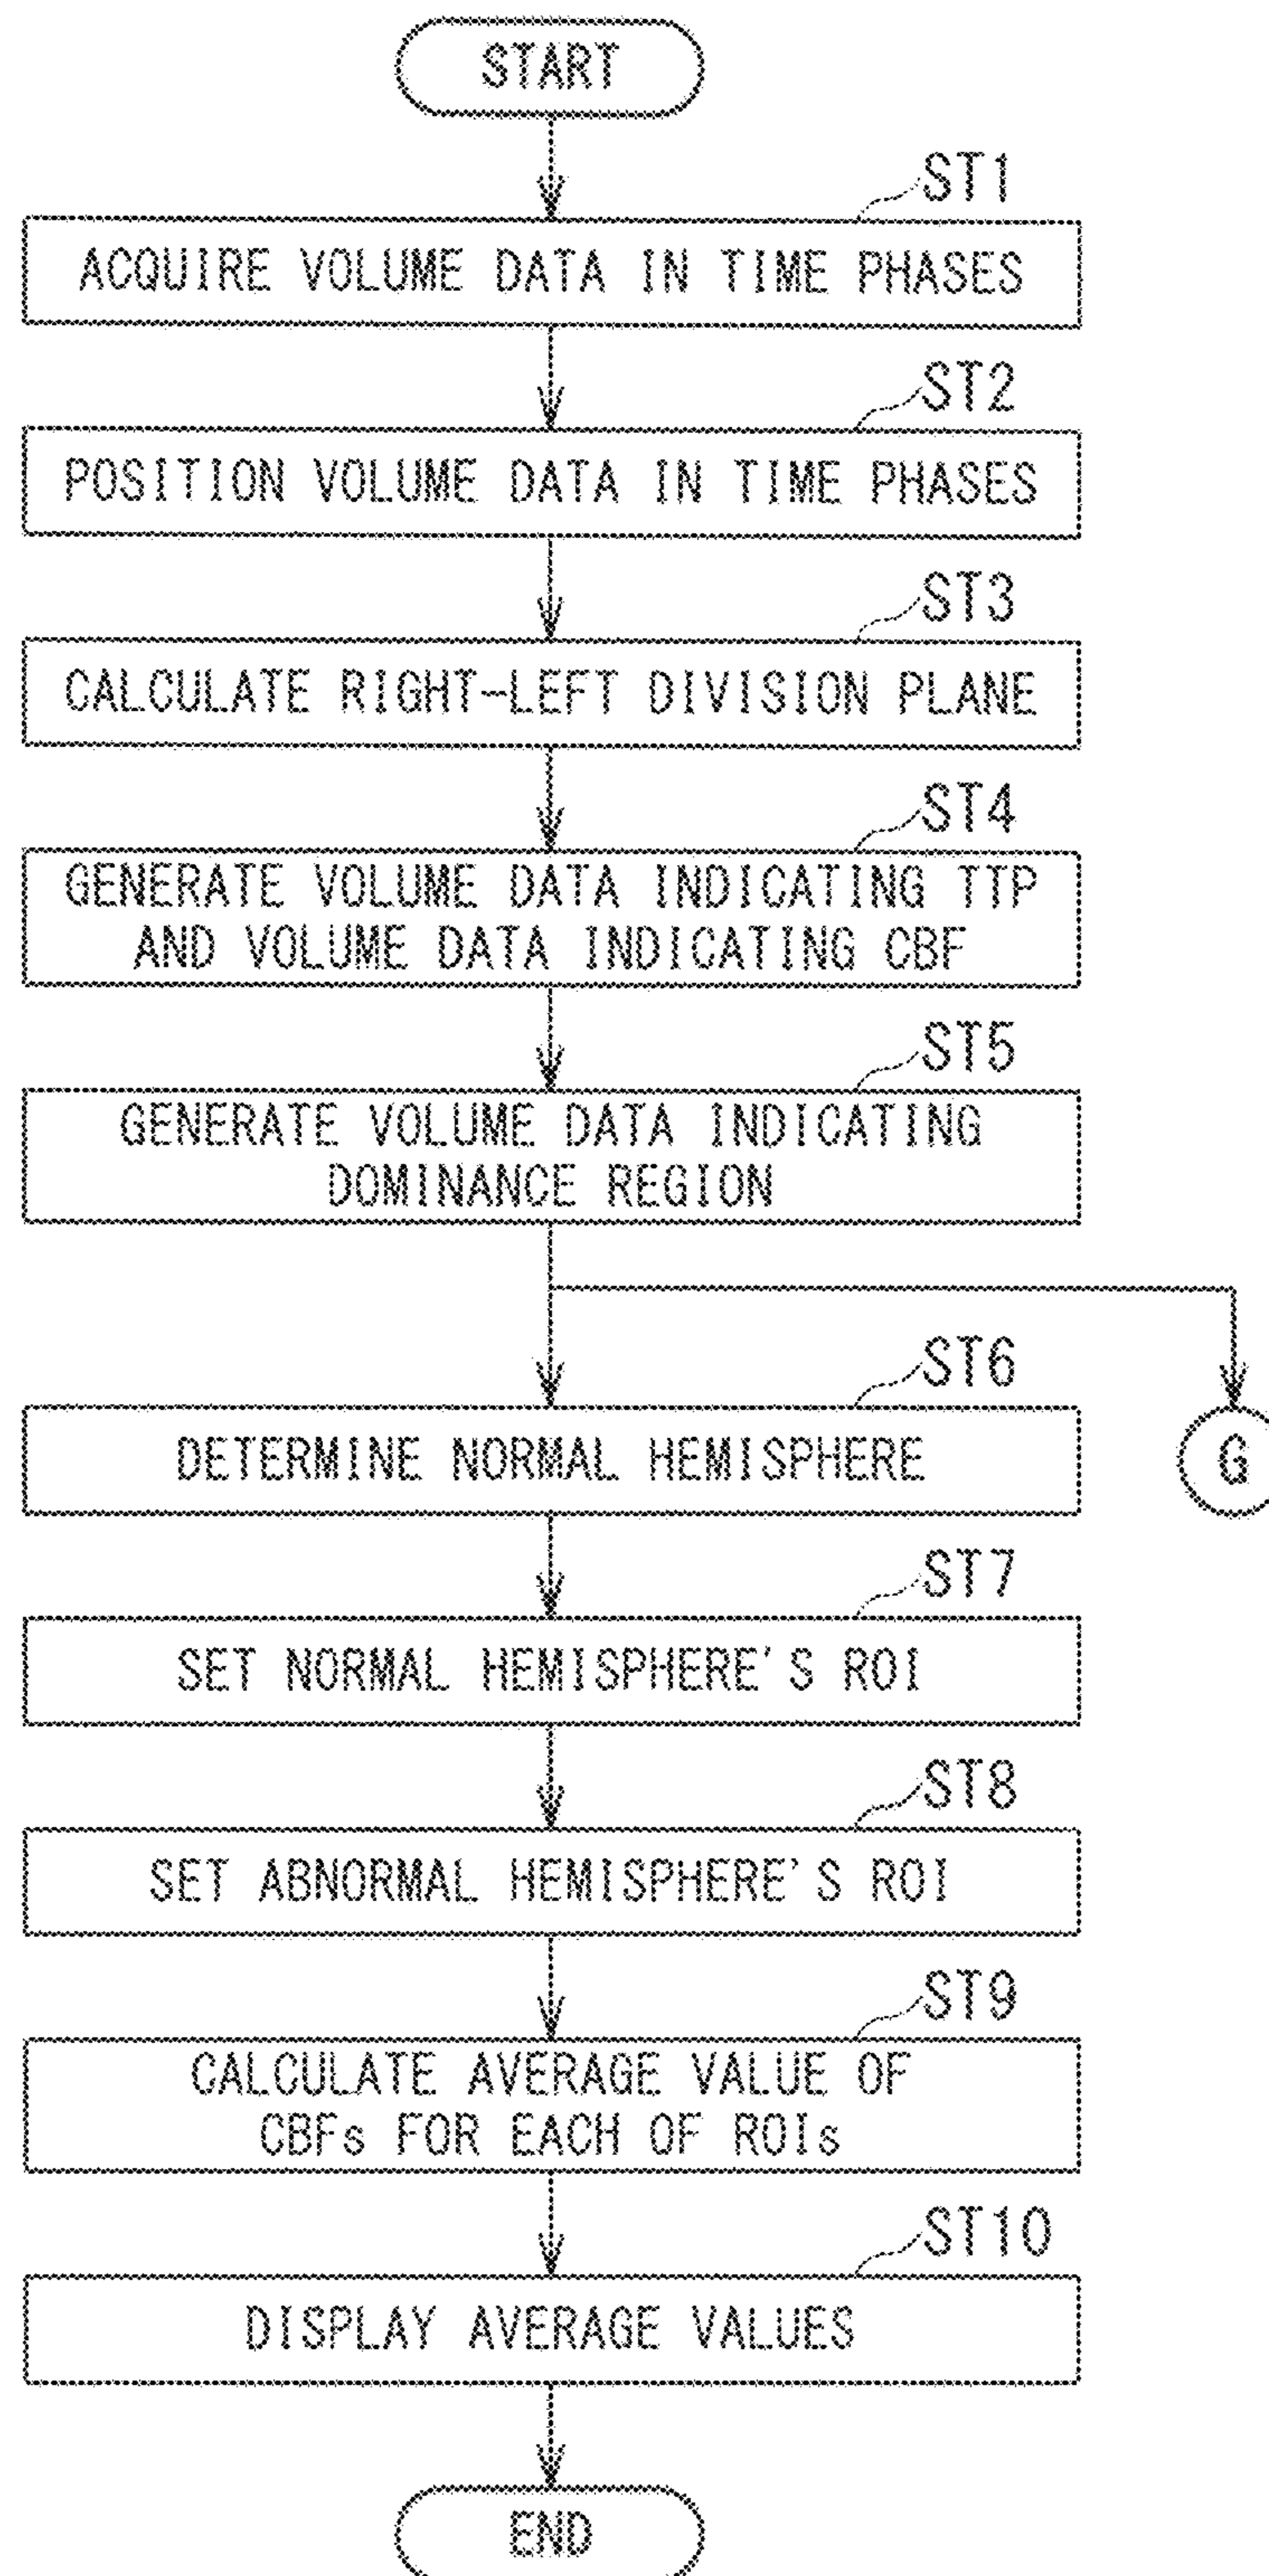 START
ST1
ACQUIRE VOLUME DATA IN TIME PHASES
ST2
POSITION VOLUME DATA IN TIME PHASES
ST3
CALCULATE RIGHT-LEFT DIVISION PLANE
ST4
GENERATE VOLUME DATA INDICATING TTP
AND VOLUME DATA INDICATING CBF
ST5
GENERATE VOLUME DATA INDICATING
DOMINANCE REGION
ST6
DETERMINE NORMAL HEMISPHERE
G
ST7
SET NORMAL HEMISPHERE'S ROI
ST8
SET ABNORMAL HEMISPHERE'S ROI
ST9
CALCULATE AVERAGE VALUE OF
CBFs FOR EACH OF ROIs
ST10
DISPLAY AVERAGE VALUES
END